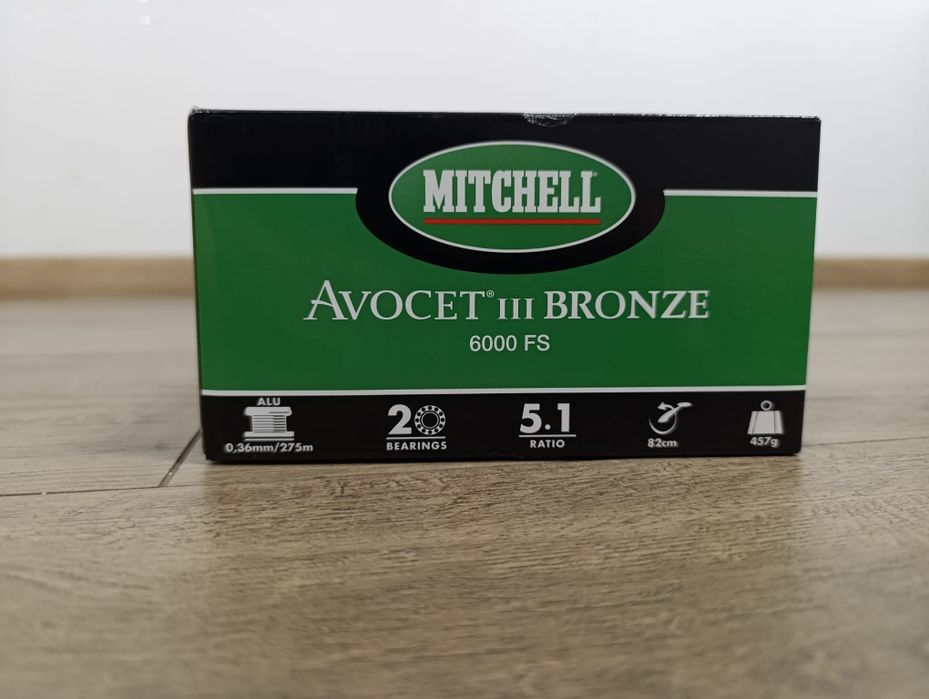 MITCHELL®
AVOCET® III BRONZE
6000 FS
ALU
0,36mm/275m
2
BEARINGS
5.1
RATIO
82cm
457g